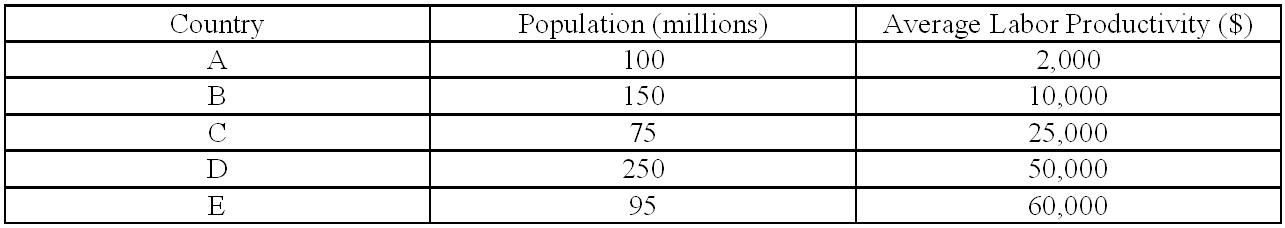 Country Population (millions) Average Labor Productivity ($)
A 100 2,000
B 150 10,000
C 75 25,000
D 250 50,000
E 95 60,000